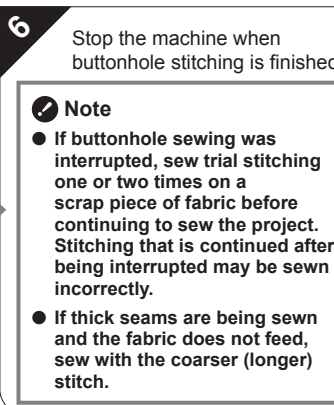 6
Stop the machine when
buttonhole stitching is finished
Note
● If buttonhole sewing was
interrupted, sew trial stitching
one or two times on a
scrap piece of fabric before
continuing to sew the project.
Stitching that is continued after
being interrupted may be sewn
incorrectly.
● If thick seams are being sewn
and the fabric does not feed,
sew with the coarser (longer)
stitch.